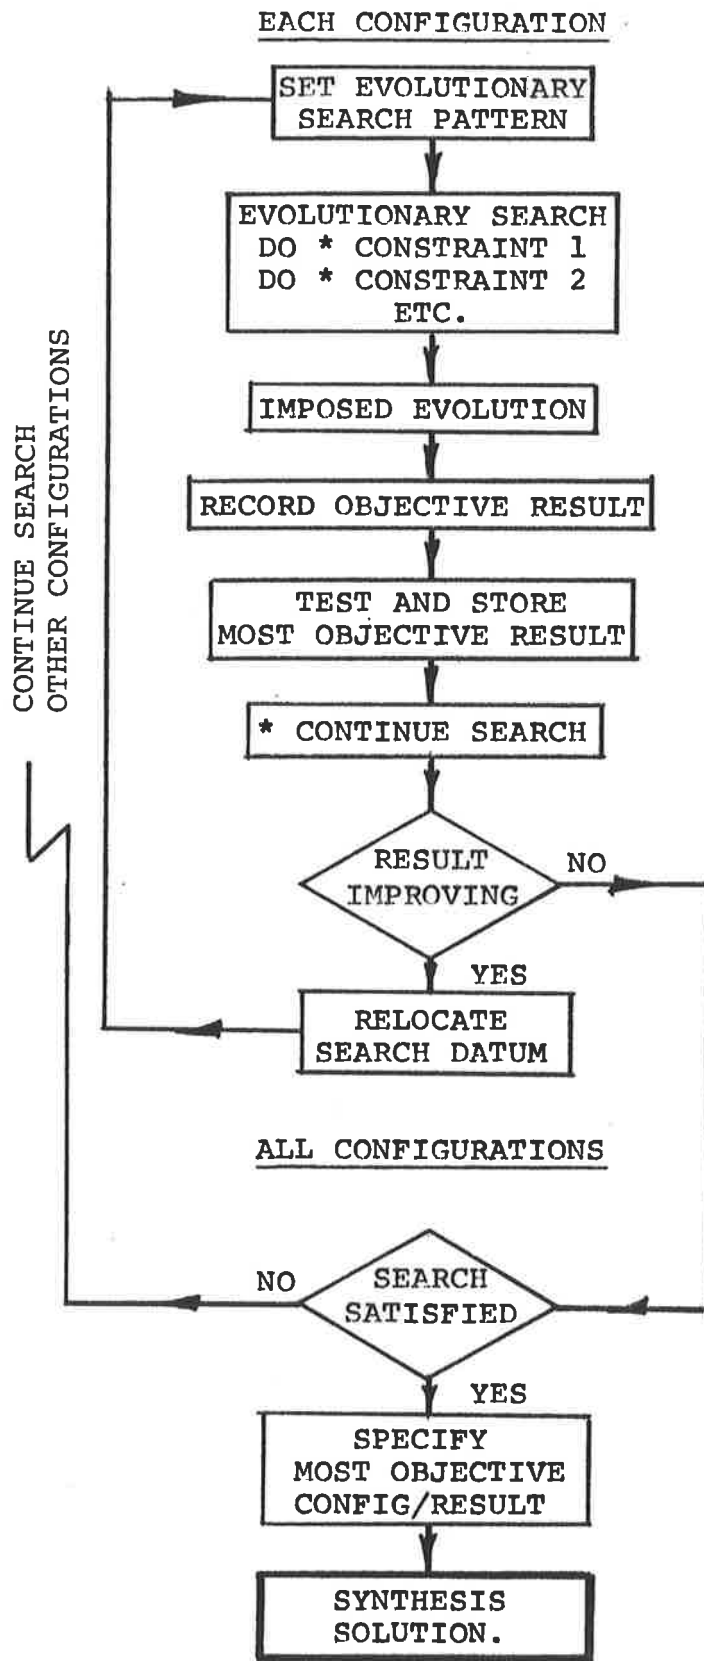 EACH CONFIGURATION
SET EVOLUTIONARY
SEARCH PATTERN
EVOLUTIONARY SEARCH
DO * CONSTRAINT 1
DO * CONSTRAINT 2
ETC.
IMPOSED EVOLUTION
RECORD OBJECTIVE RESULT
TEST AND STORE
MOST OBJECTIVE RESULT
* CONTINUE SEARCH
RESULT
IMPROVING
NO
YES
RELOCATE
SEARCH DATUM
CONTINUE SEARCH
OTHER CONFIGURATIONS
ALL CONFIGURATIONS
NO
SEARCH
SATISFIED
YES
SPECIFY
MOST OBJECTIVE
CONFIG/RESULT
SYNTHESIS
SOLUTION.